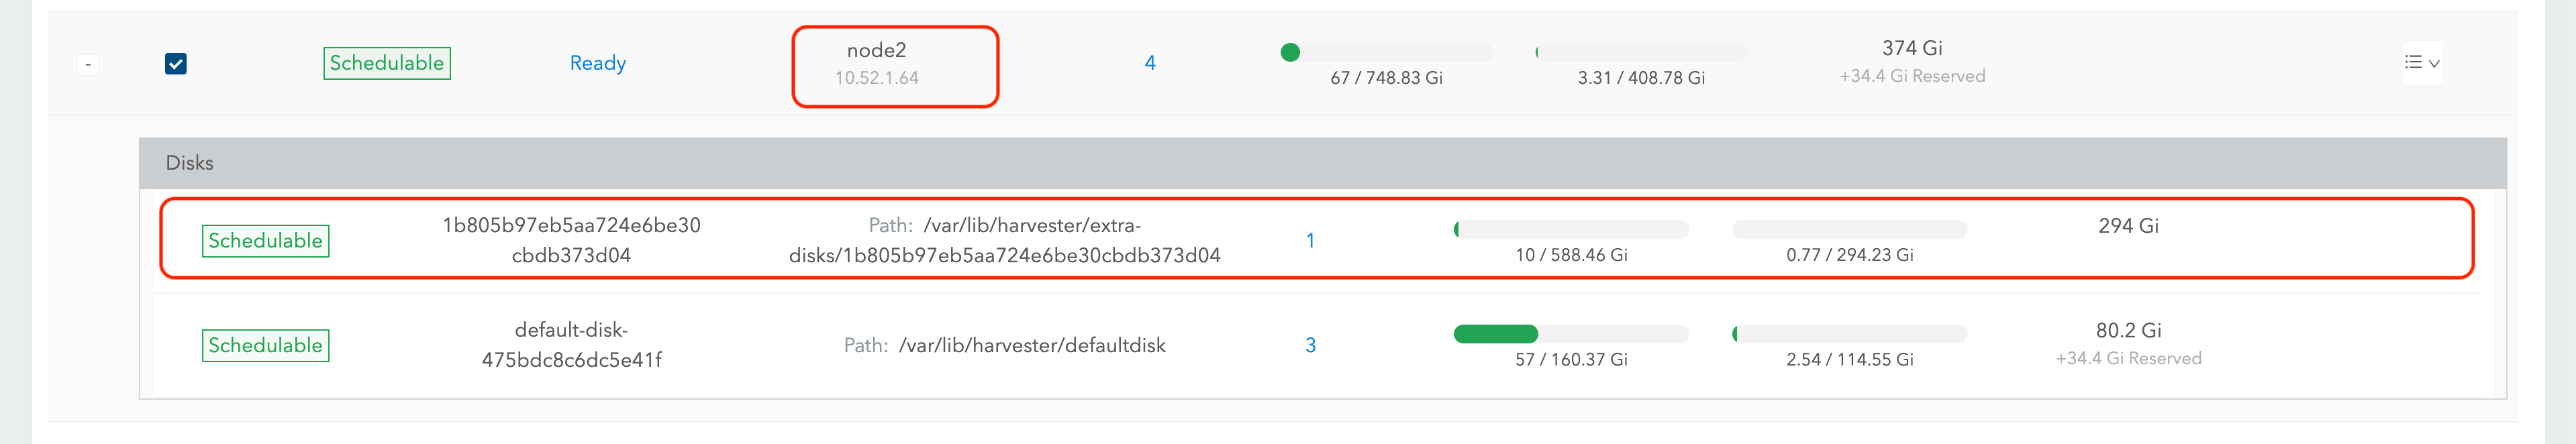 -
Schedulable
Ready
node2
10.52.1.64
4
67 / 748.83 Gi
3.31 / 408.78 Gi
374 Gi
+34.4 Gi Reserved
Disks
Schedulable
1b805b97eb5aa724e6be30
cbdb373d04
Path: /var/lib/harvester/extra-
disks/1b805b97eb5aa724e6be30cbdb373d04
1
10 / 588.46 Gi
0.77 / 294.23 Gi
294 Gi
Schedulable
default-disk-
475bdc8c6dc5e41f
Path: /var/lib/harvester/defaultdisk
3
57 / 160.37 Gi
2.54 / 114.55 Gi
80.2 Gi
+34.4 Gi Reserved